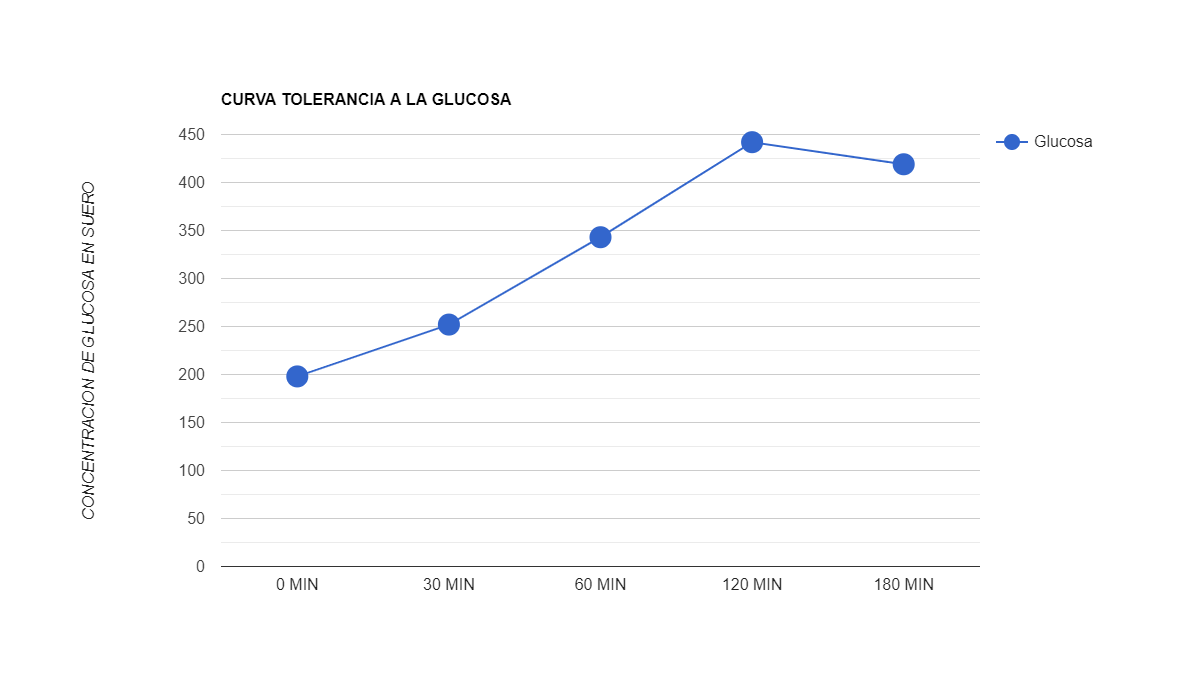 CURVA TOLERANCIA A LA GLUCOSA
Glucosa
CONCENTRACION DE GLUCOSA EN SUERO
450
400
350
300
250
200
150
100
50
0
0 MIN
30 MIN
60 MIN
120 MIN
180 MIN